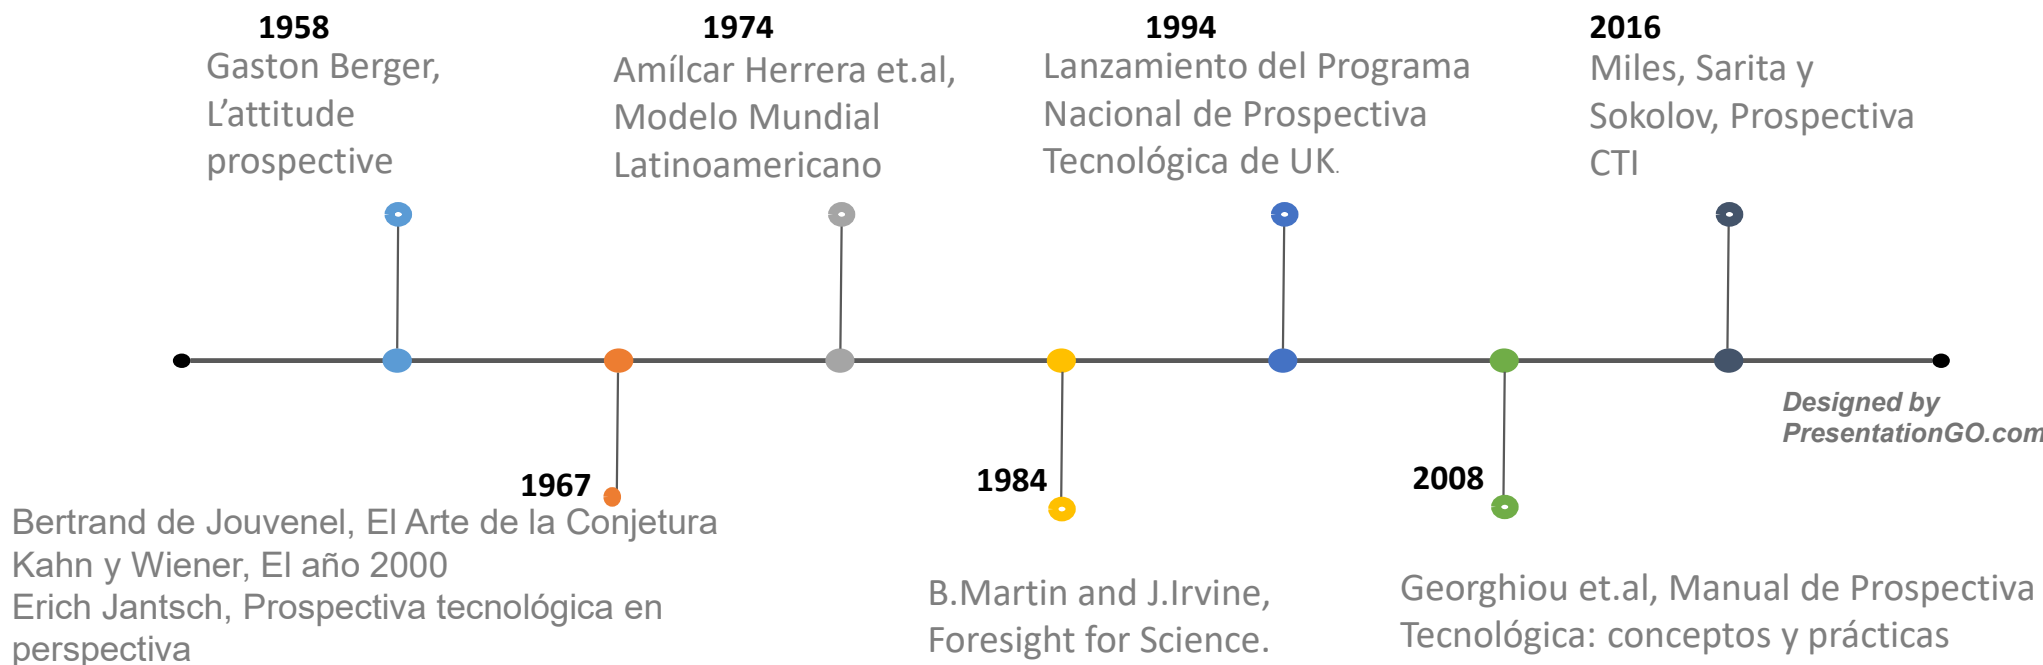 1958
Gaston Berger,
L’attitude
prospective
1974
Amílcar Herrera et.al,
Modelo Mundial
Latinoamericano
1994
Lanzamiento del Programa
Nacional de Prospectiva
Tecnológica de UK.
2016
Miles, Sarita y
Sokolov, Prospectiva
CTI
Designed by
PresentationGO.com
1967
Bertrand de Jouvenel, El Arte de la Conjetura
Kahn y Wiener, El año 2000
Erich Jantsch, Prospectiva tecnológica en
perspectiva
1984
B.Martin and J.Irvine,
Foresight for Science.
2008
Georghiou et.al, Manual de Prospectiva
Tecnológica: conceptos y prácticas